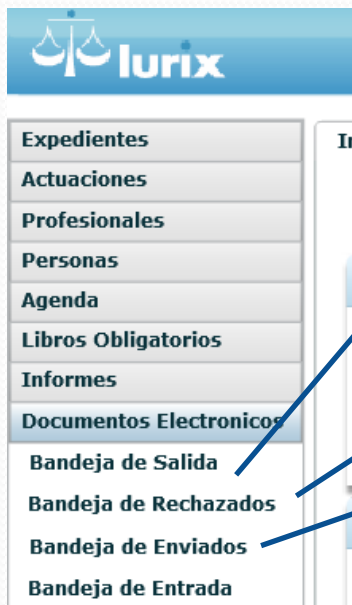 Iurix
Expedientes
Actuaciones
Profesionales
Personas
Agenda
Libros Obligatorios
Informes
Documentos Electronicos
Bandeja de Salida
Bandeja de Rechazados
Bandeja de Enviados
Bandeja de Entrada